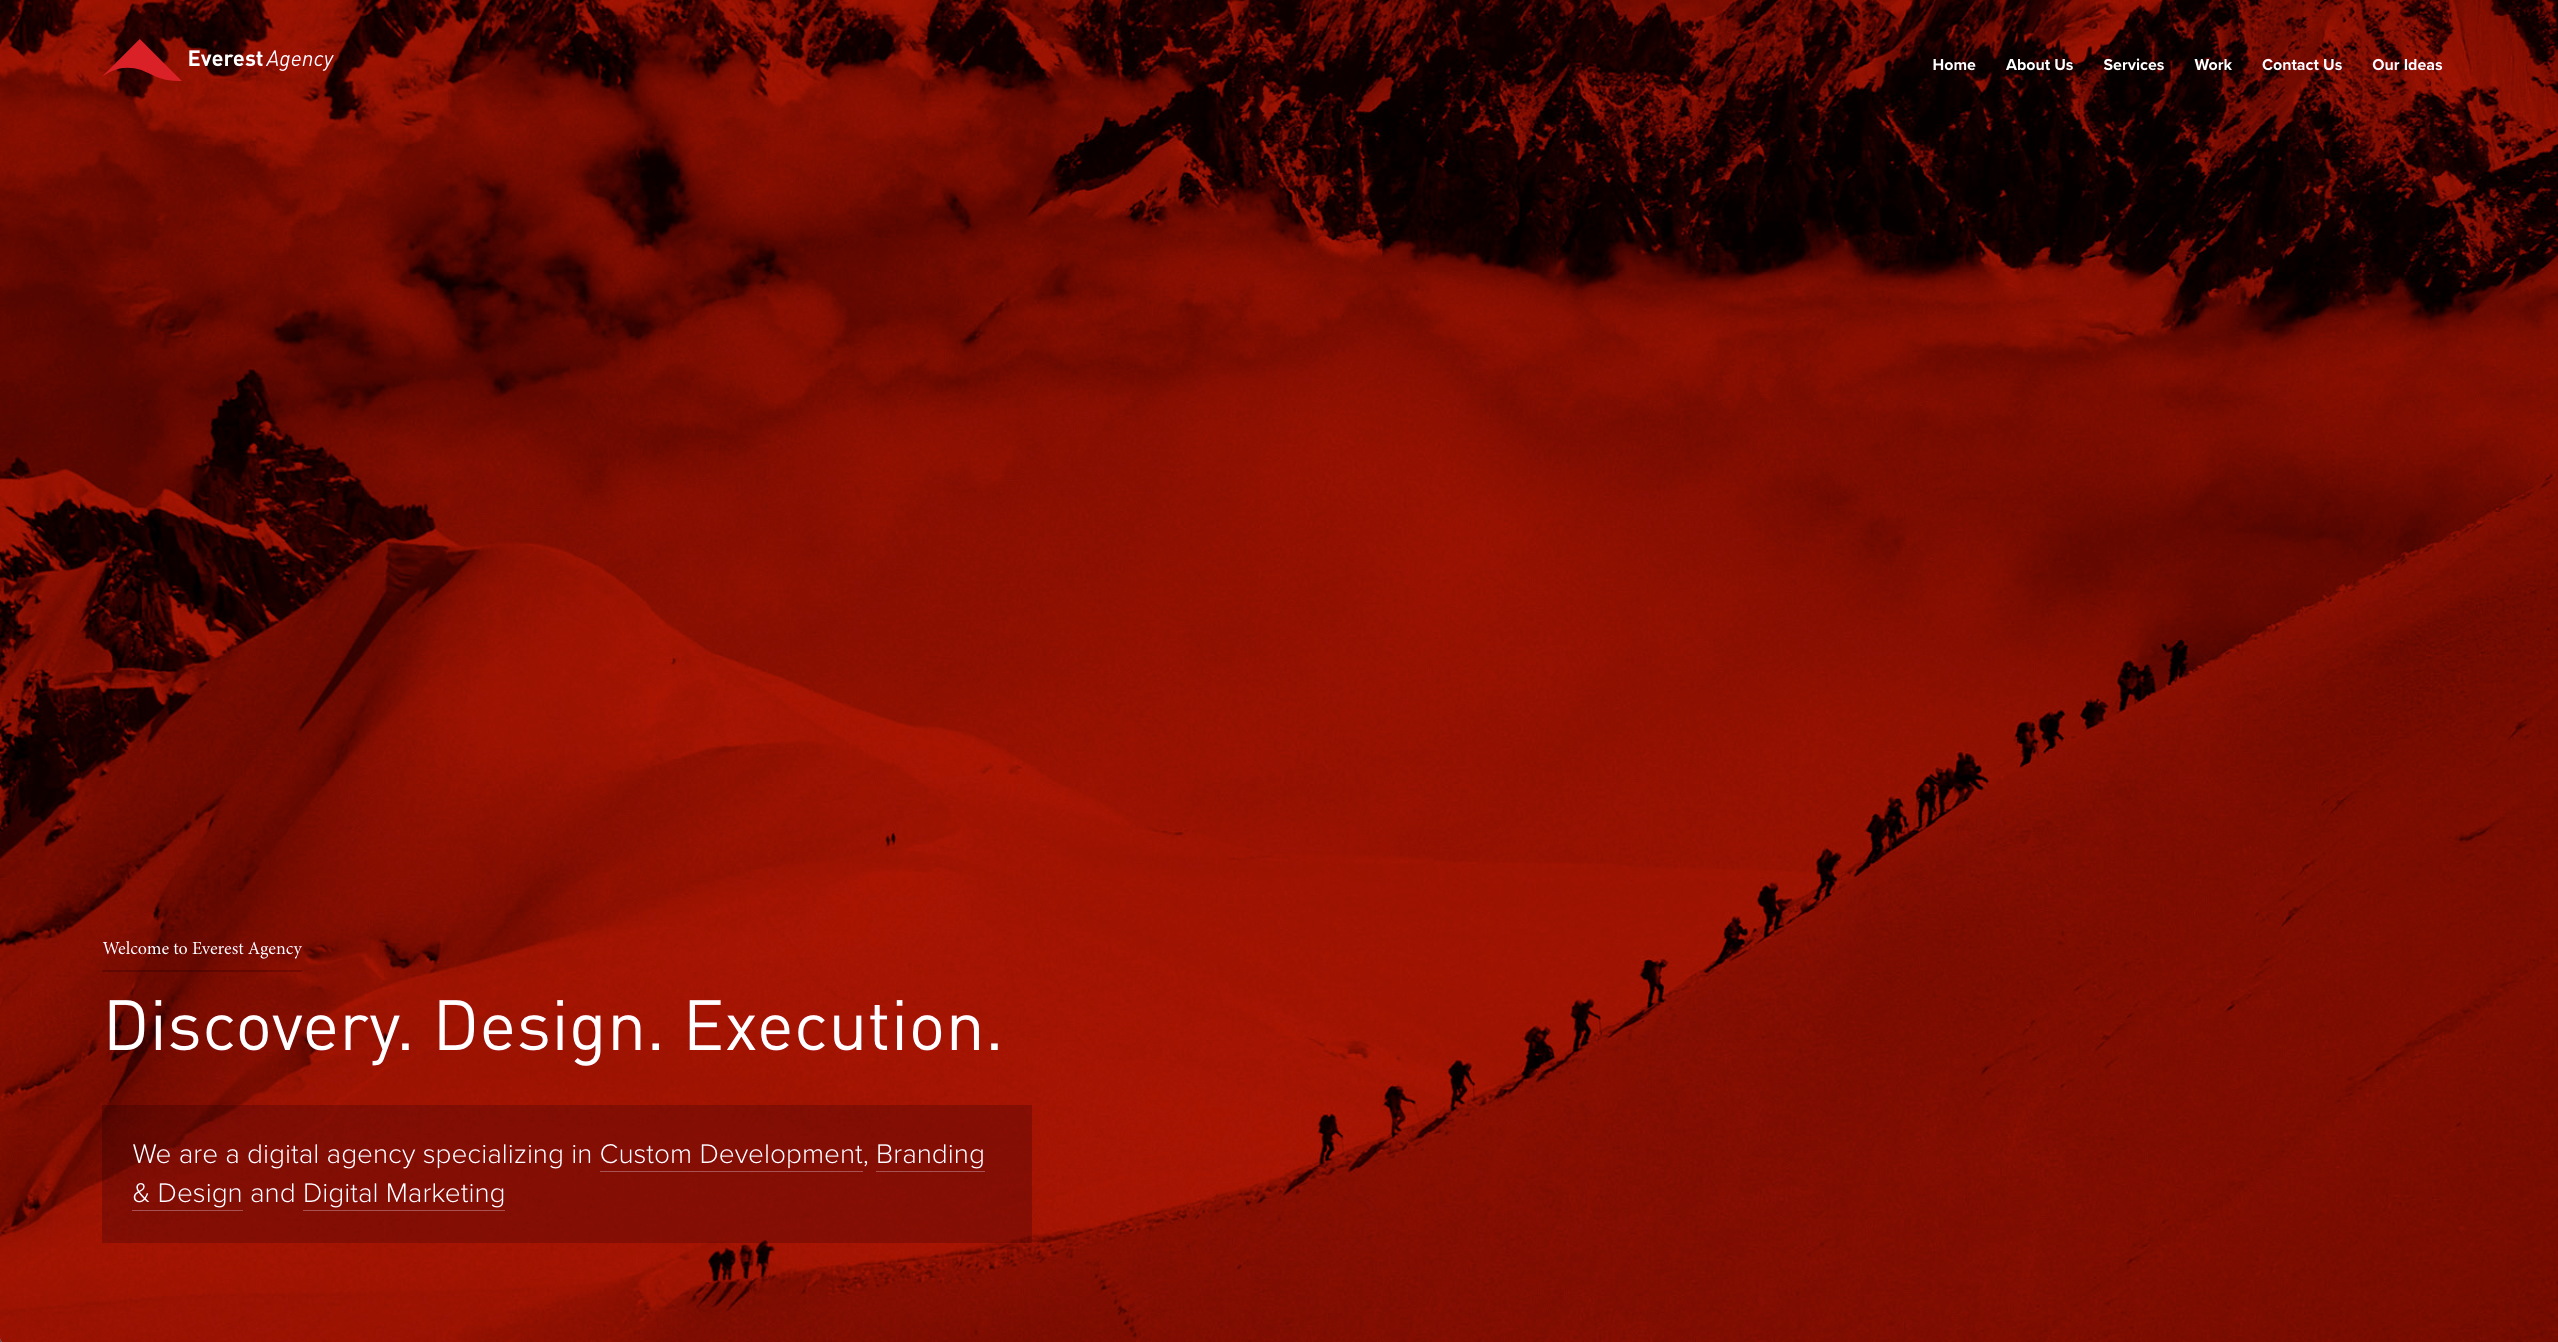 Everest Agency
Home About Us Services Work Contact Us Our Ideas
Welcome to Everest Agency
Discovery. Design. Execution.
We are a digital agency specializing in Custom Development, Branding
& Design and Digital Marketing